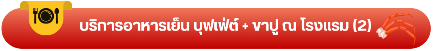 บริการอาหารเย็น บุฟเฟ่ต์ + ขาปู ณ โรงแรม (2)